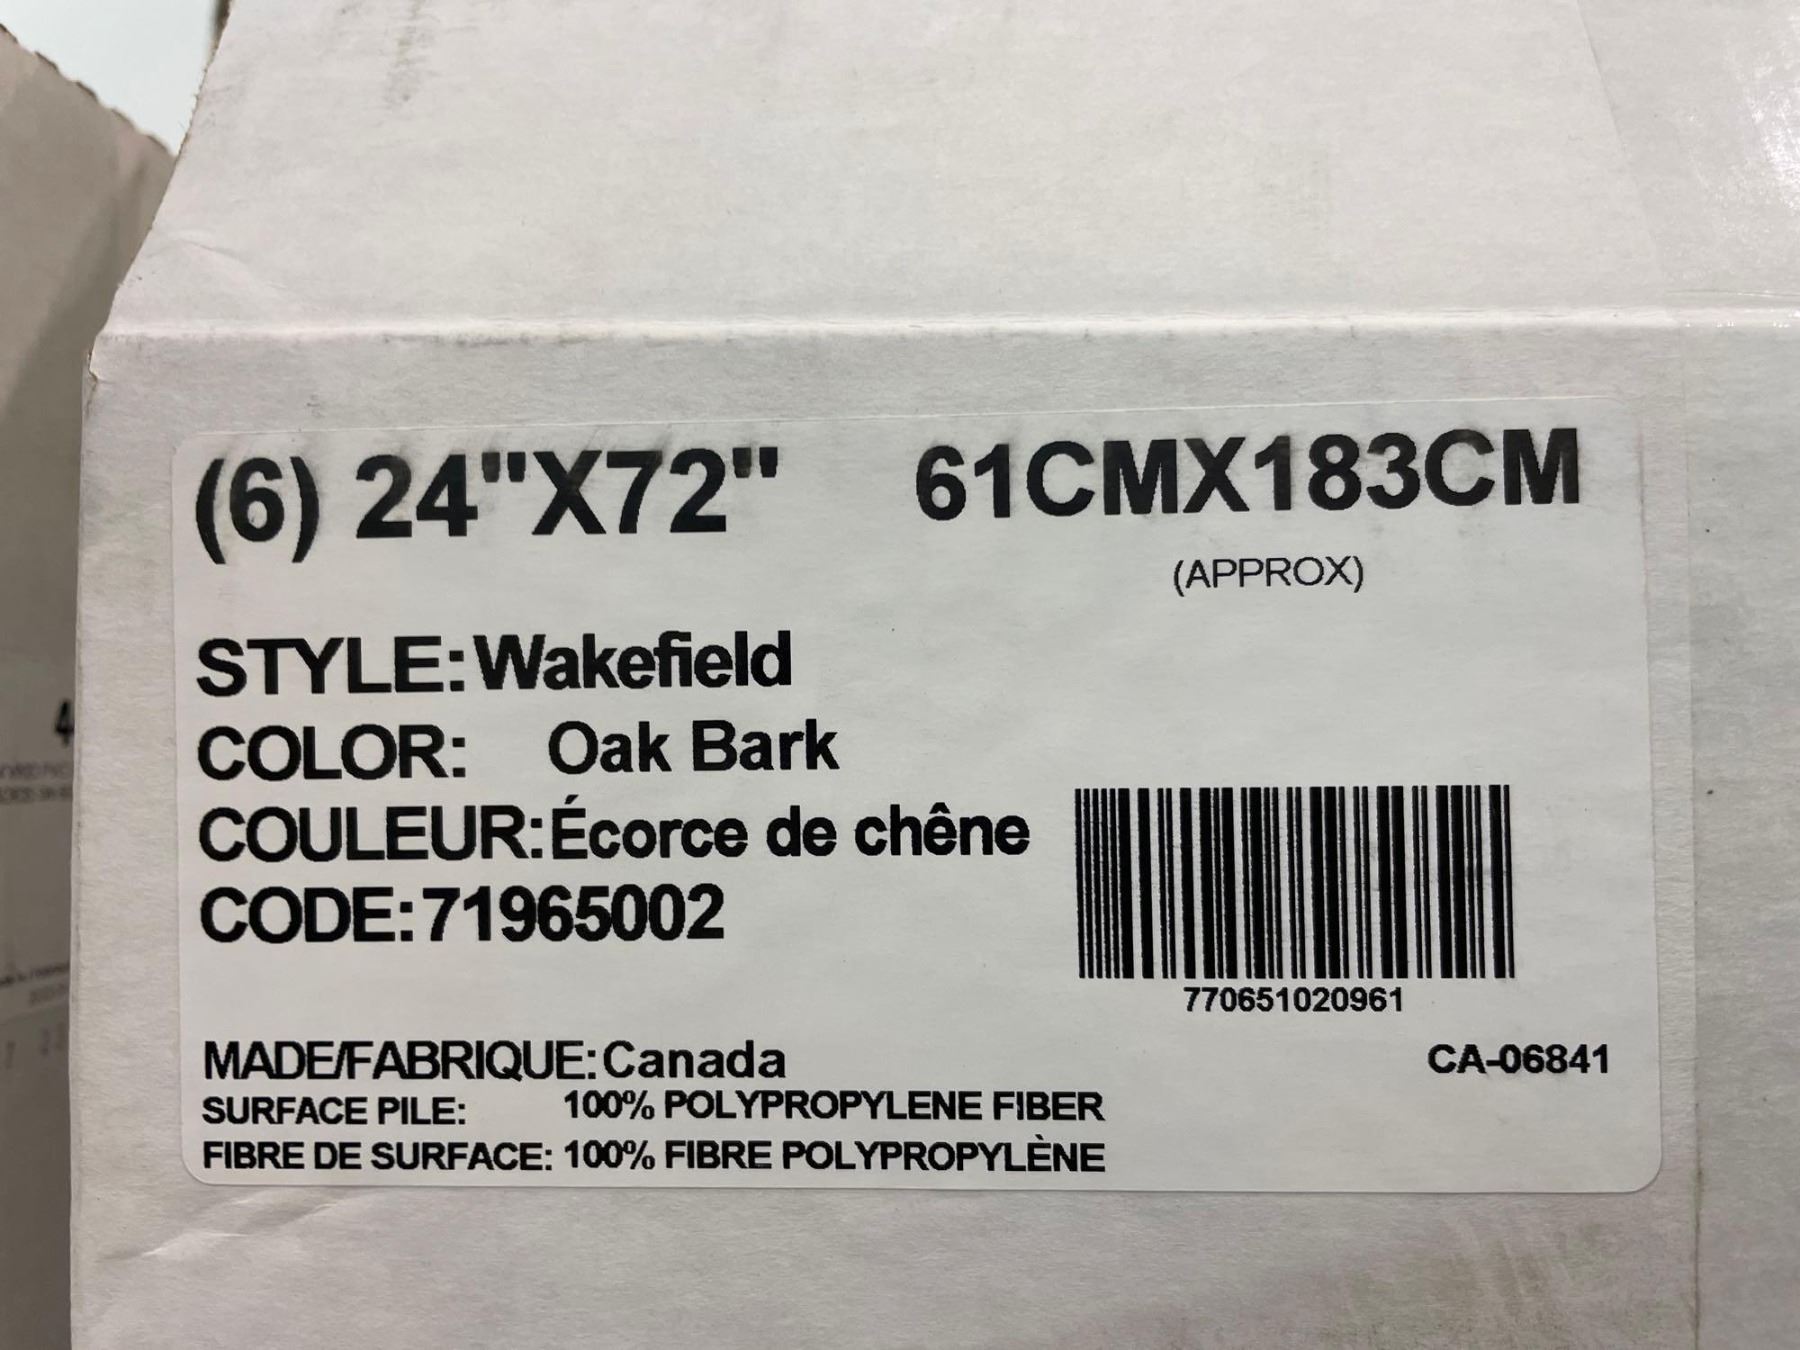 (6) 24"X72" 61CMX183CM
(APPROX)
STYLE:Wakefield
COLOR: Oak Bark
COULEUR:Écorce de chêne
CODE:71965002
770651020961
MADE/FABRIQUE:Canada CA-06841
SURFACE PILE: 100% POLYPROPYLENE FIBER
FIBRE DE SURFACE: 100% FIBRE POLYPROPYLÈNE
4